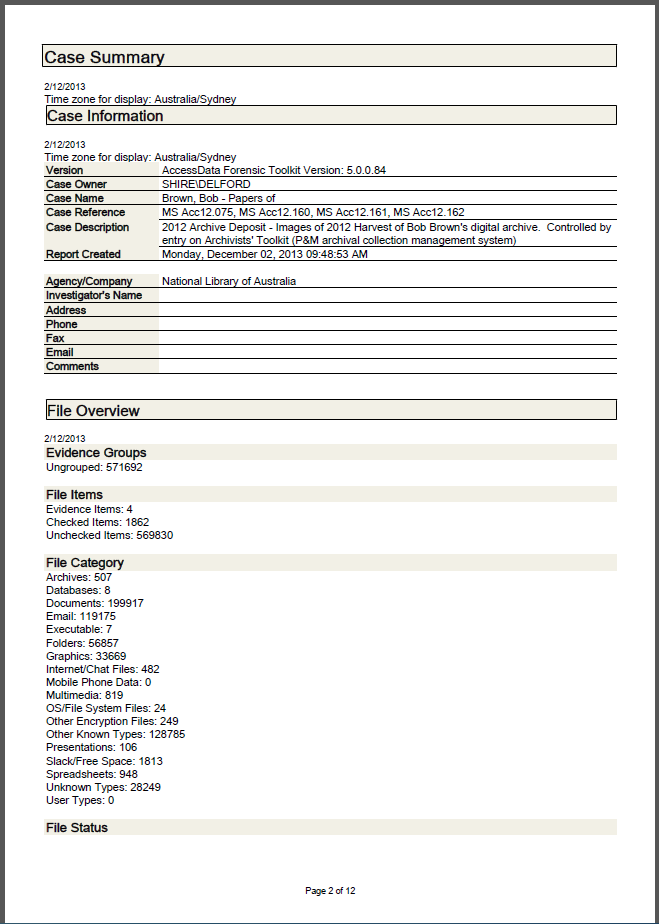 Case Summary
2/12/2013
Time zone for display: Australia/Sydney
Case Information
2/12/2013
Time zone for display: Australia/Sydney
Version AccessData Forensic Toolkit Version: 5.0.0.84
Case Owner SHIRE\DELFORD
Case Name Brown, Bob - Papers of
Case Reference MS Acc12.075, MS Acc12.160, MS Acc12.161, MS Acc12.162
Case Description 2012 Archive Deposit - Images of 2012 Harvest of Bob Brown's digital archive. Controlled by
entry on Archivists' Toolkit (P&M archival collection management system)
Report Created Monday, December 02, 2013 09:48:53 AM
Agency/Company National Library of Australia
Investigator's Name
Address
Phone
Fax
Email
Comments
File Overview
2/12/2013
Evidence Groups
Ungrouped: 571692
File Items
Evidence Items: 4
Checked Items: 1862
Unchecked Items: 569830
File Category
Archives: 507
Databases: 8
Documents: 199917
Email: 119175
Executable: 7
Folders: 56857
Graphics: 33669
Internet/Chat Files: 482
Mobile Phone Data: 0
Multimedia: 819
OS/File System Files: 24
Other Encryption Files: 249
Other Known Types: 128785
Presentations: 106
Slack/Free Space: 1813
Spreadsheets: 948
Unknown Types: 28249
User Types: 0
File Status
Page 2 of 12